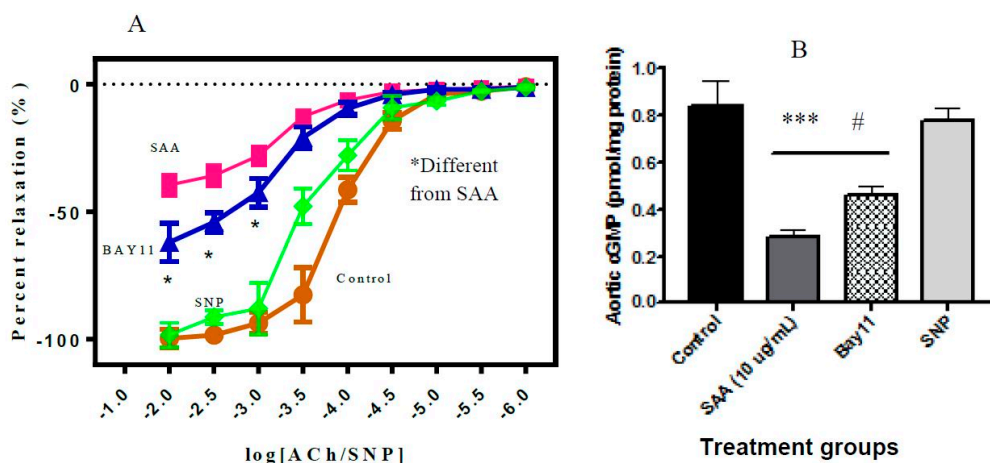 A
Percent relaxation (%)
0
-50
-100
SAA
BAY11
SNP
Control
*Different
from SAA
*
*
*
-1.0
-2.0
-2.5
-3.0
-3.5
-4.0
-4.5
-5.0
-5.5
-6.0
log[ACh/SNP]
B
Aortic cGMP (pmol/mg protein)
1.0
0.8
0.6
0.4
0.2
0.0
*** #
Control
SAA (10 ug/mL)
Bay11
SNP
Treatment groups